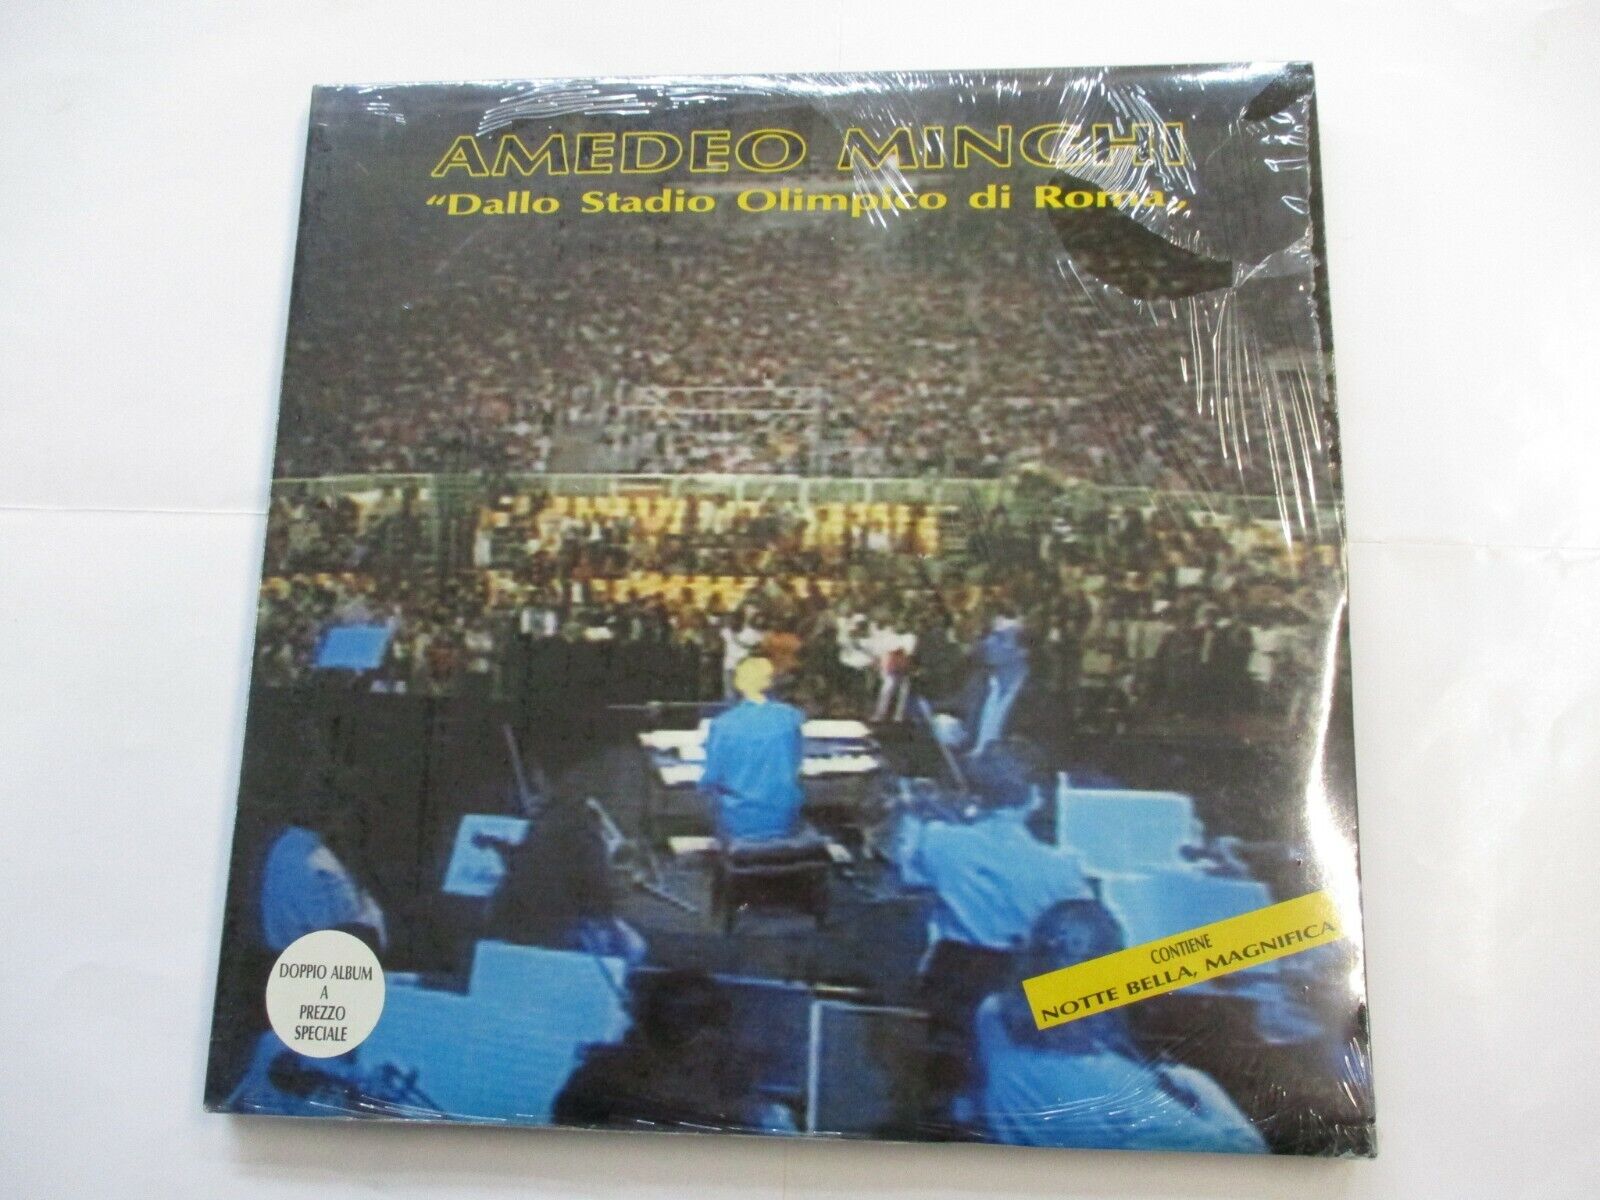 AMEDEO MINGHI
“Dallo Stadio Olimpico di Roma„
DOPPIO ALBUM
A
PREZZO
SPECIALE
CONTIENE
NOTTE BELLA, MAGNIFICA